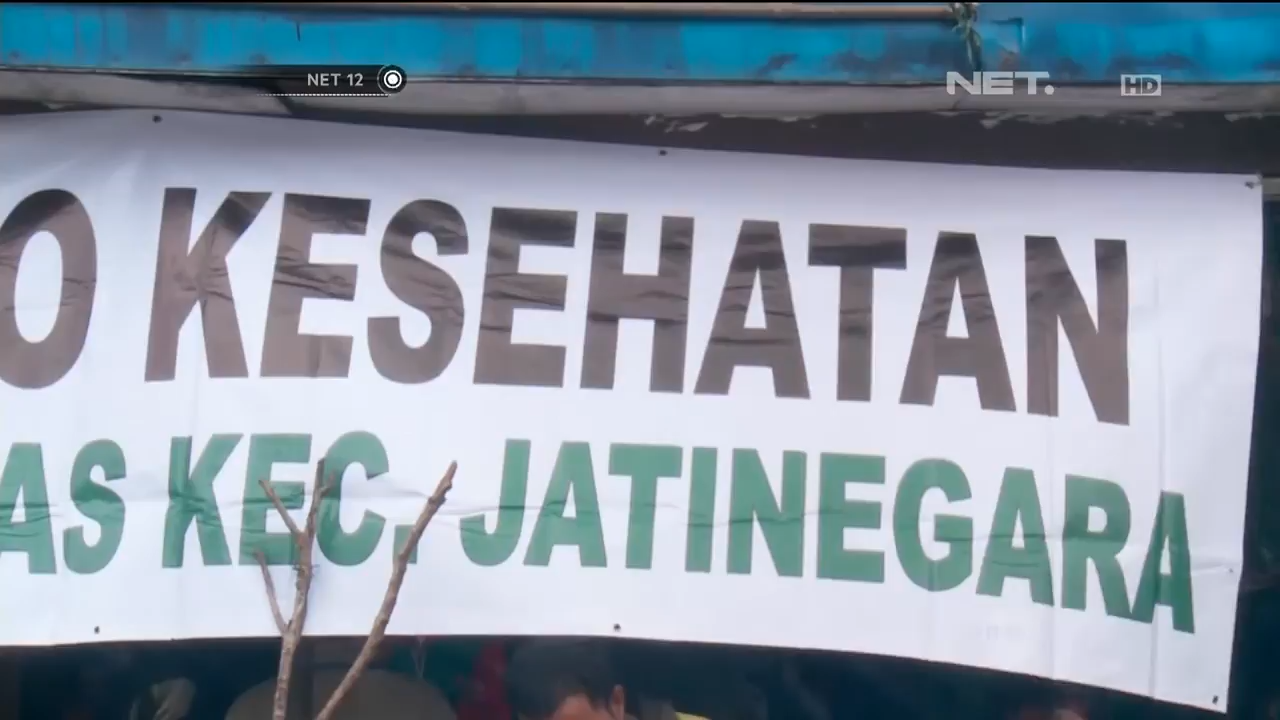 NET 12
NET.
HD
O KESEHATAN
AS KEC. JATINEGARA